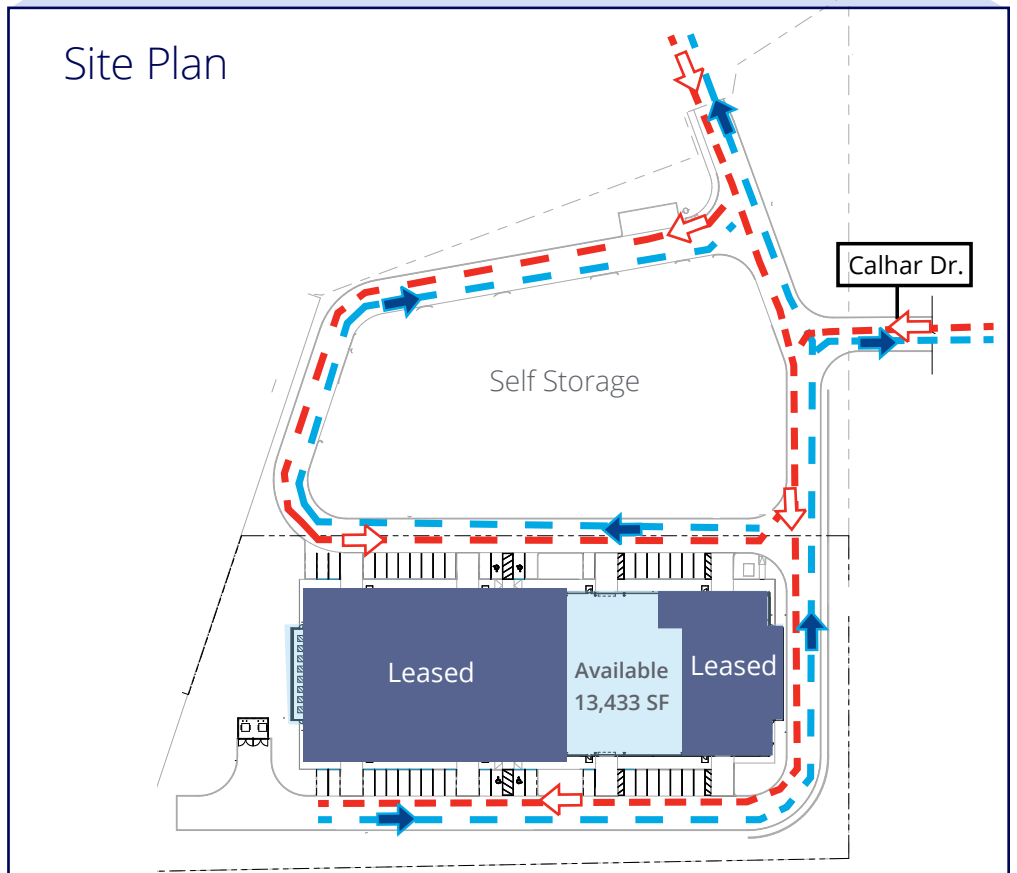 Site Plan
Calhar Dr.
Self Storage
Leased
Available
13,433 SF
Leased